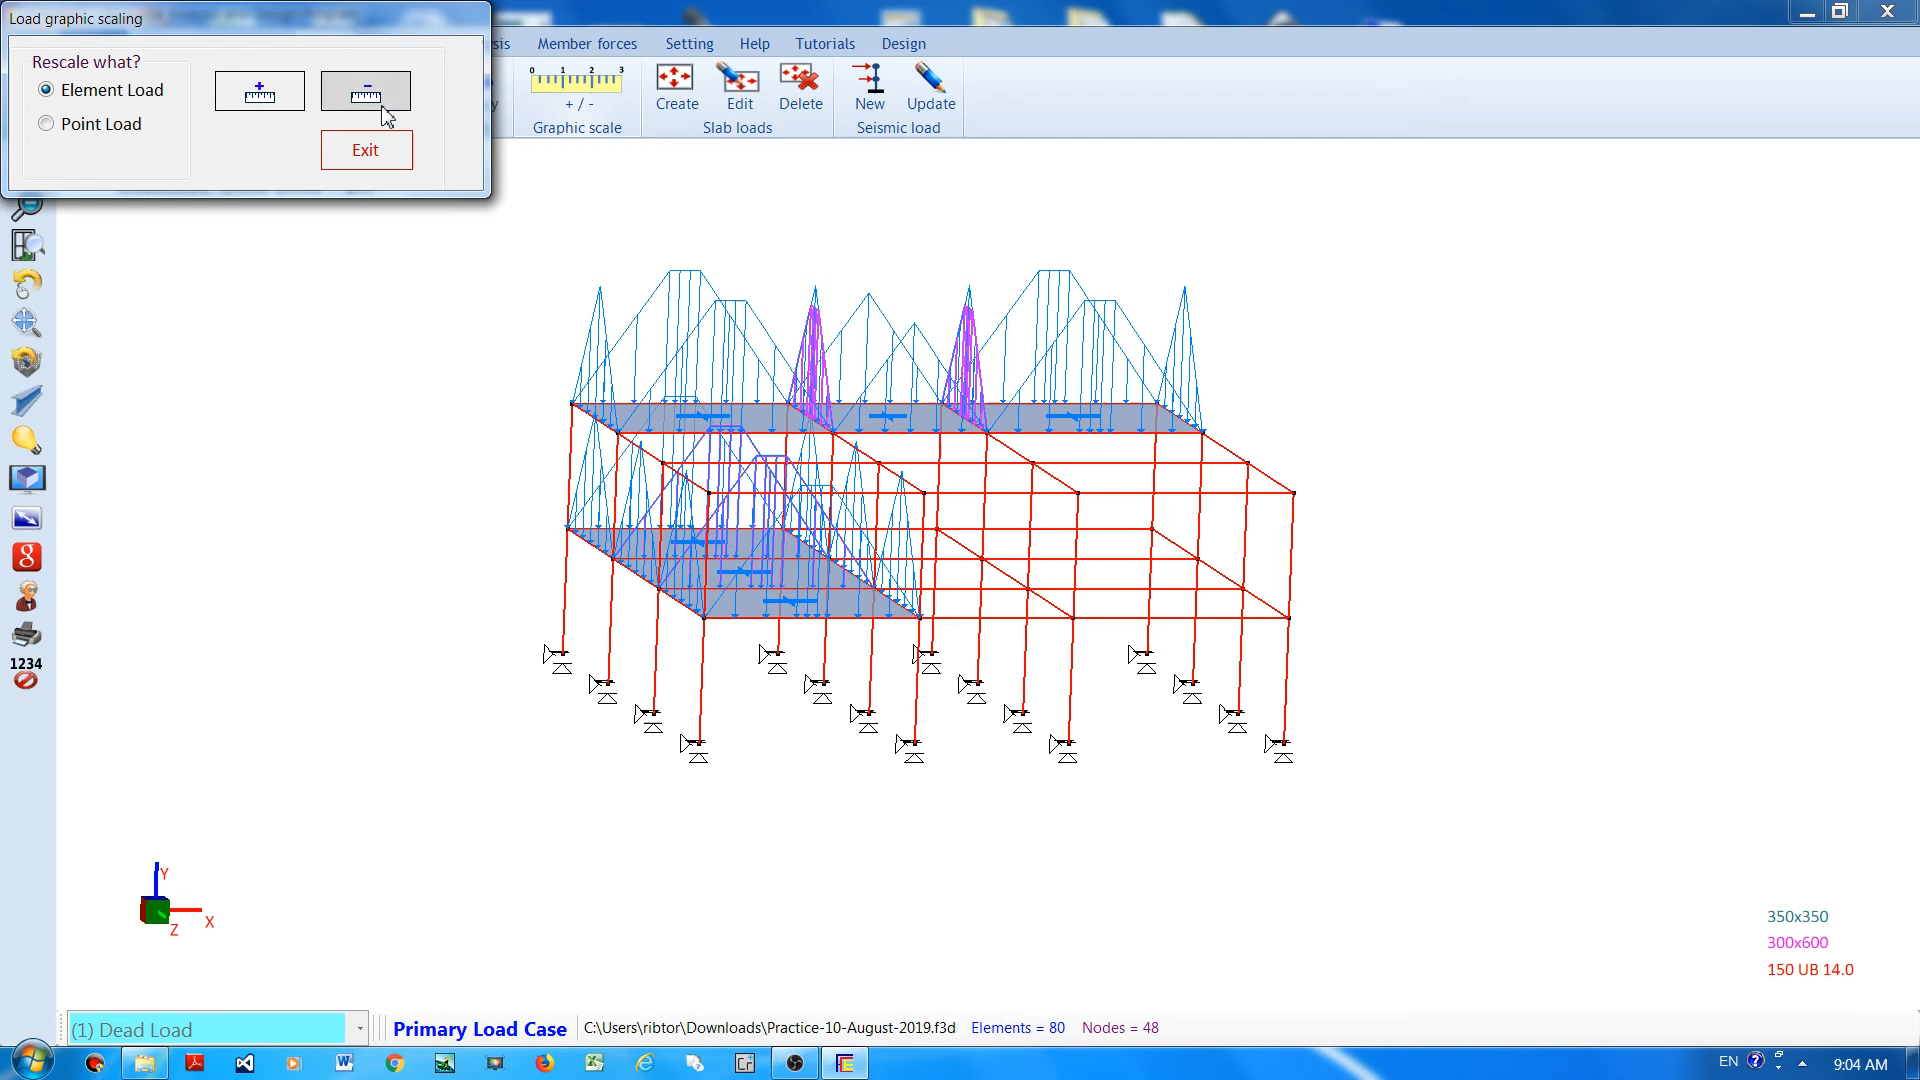 Load graphic scaling
Rescale what?
Element Load
Point Load
+
-
Exit
sis
Member forces
Setting
Help
Tutorials
Design
0 1 2 3
+ / -
Graphic scale
Create
Edit
Delete
Slab loads
New
Update
Seismic load
8
1234
Y
X
Z
350x350
300x600
150 UB 14.0
(1) Dead Load
Primary Load Case
C:\Users\ribtor\Downloads\Practice-10-August-2019.f3d
Elements = 80
Nodes = 48
EN
9:04 AM